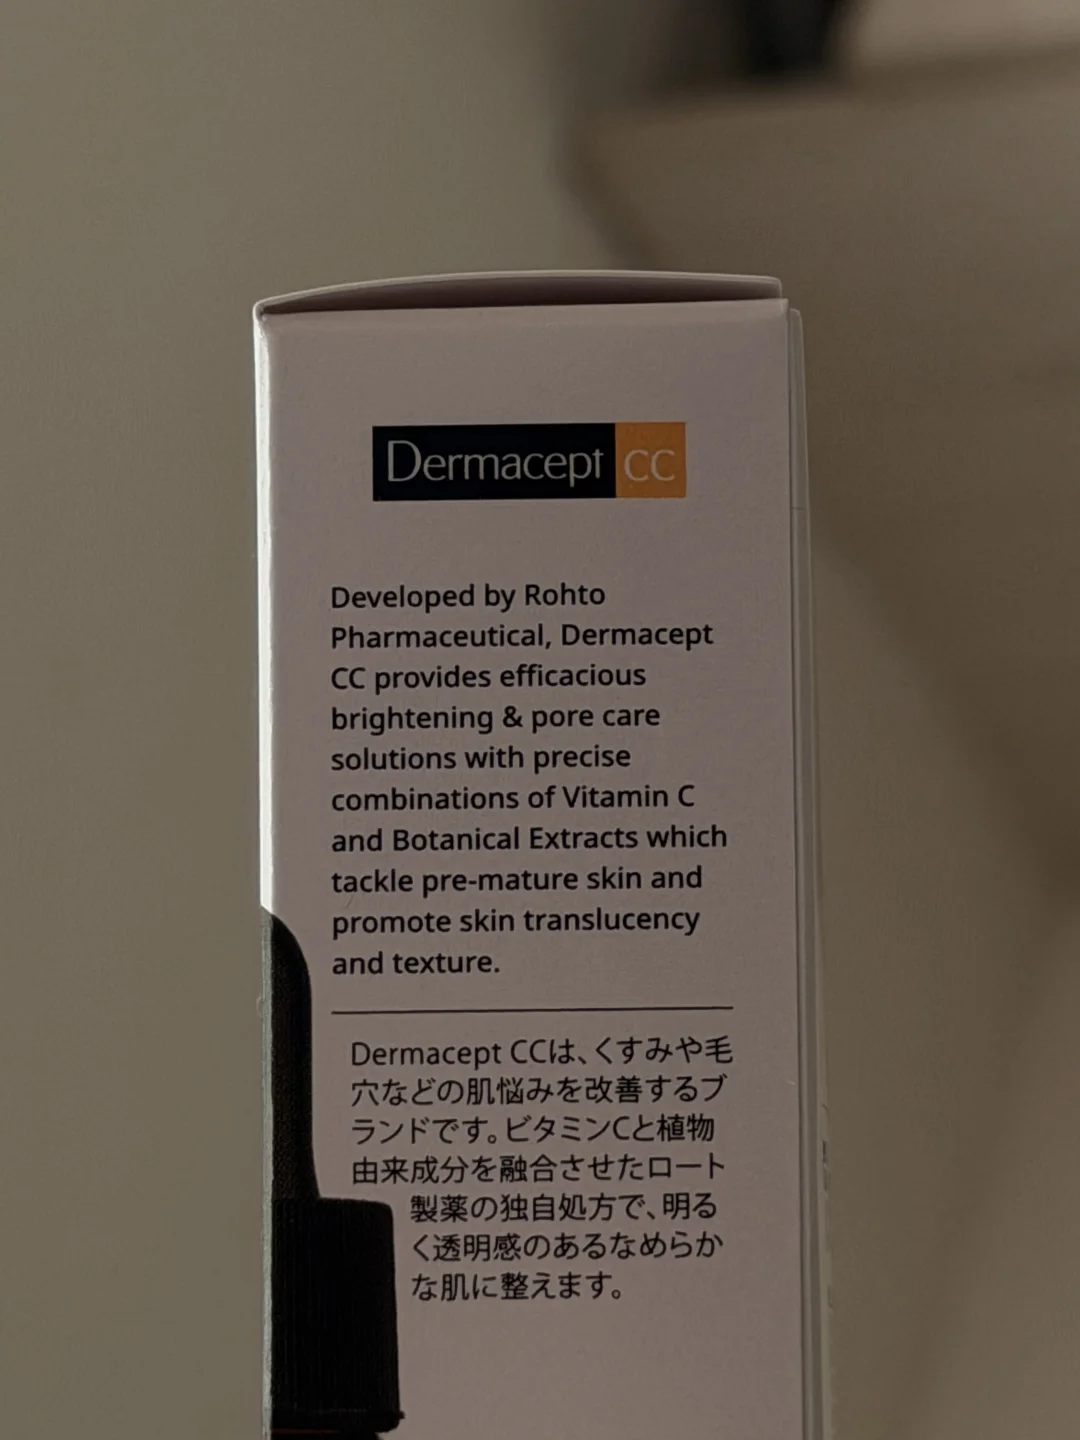 Dermacept CC
Developed by Rohto
Pharmaceutical, Dermacept
CC provides efficacious
brightening & pore care
solutions with precise
combinations of Vitamin C
and Botanical Extracts which
tackle pre-mature skin and
promote skin translucency
and texture.
Dermacept CCは、くすみや毛
穴などの肌悩みを改善するブ
ランドです。ビタミンCと植物
由来成分を融合させたロート
製薬の独自処方で、明る
く透明感のあるなめらか
な肌に整えます。